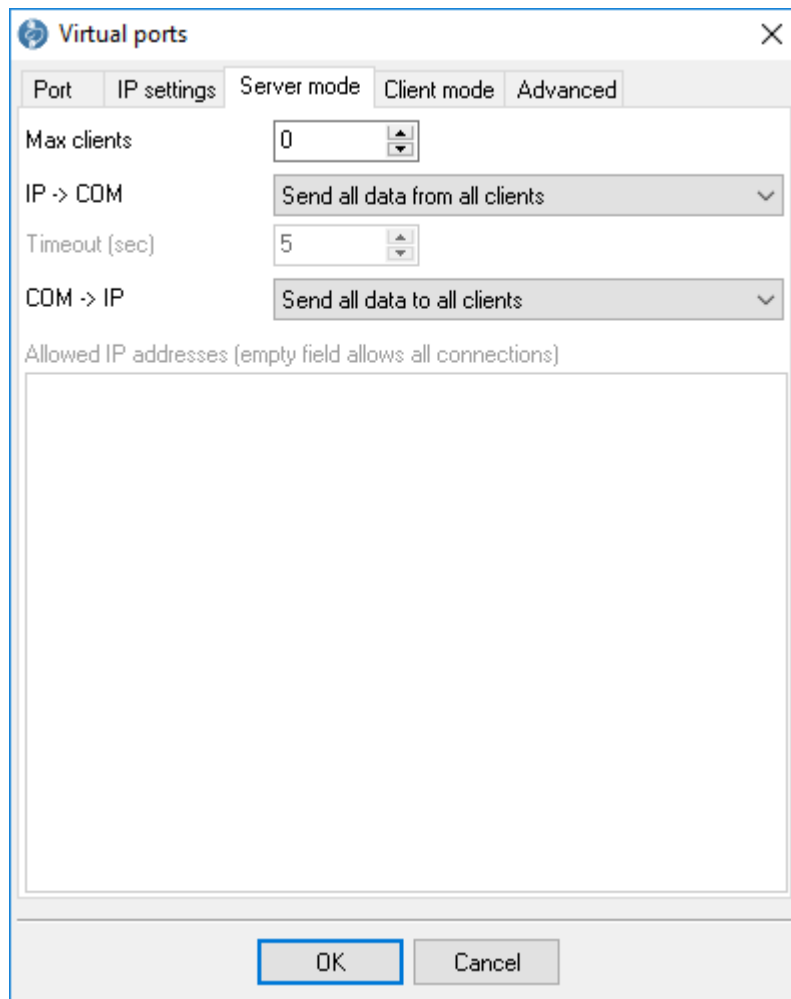 Virtual ports
Port IP settings Server mode Client mode Advanced
Max clients 0
IP -> COM Send all data from all clients
Timeout (sec) 5
COM -> IP Send all data to all clients
Allowed IP addresses (empty field allows all connections)
OK Cancel